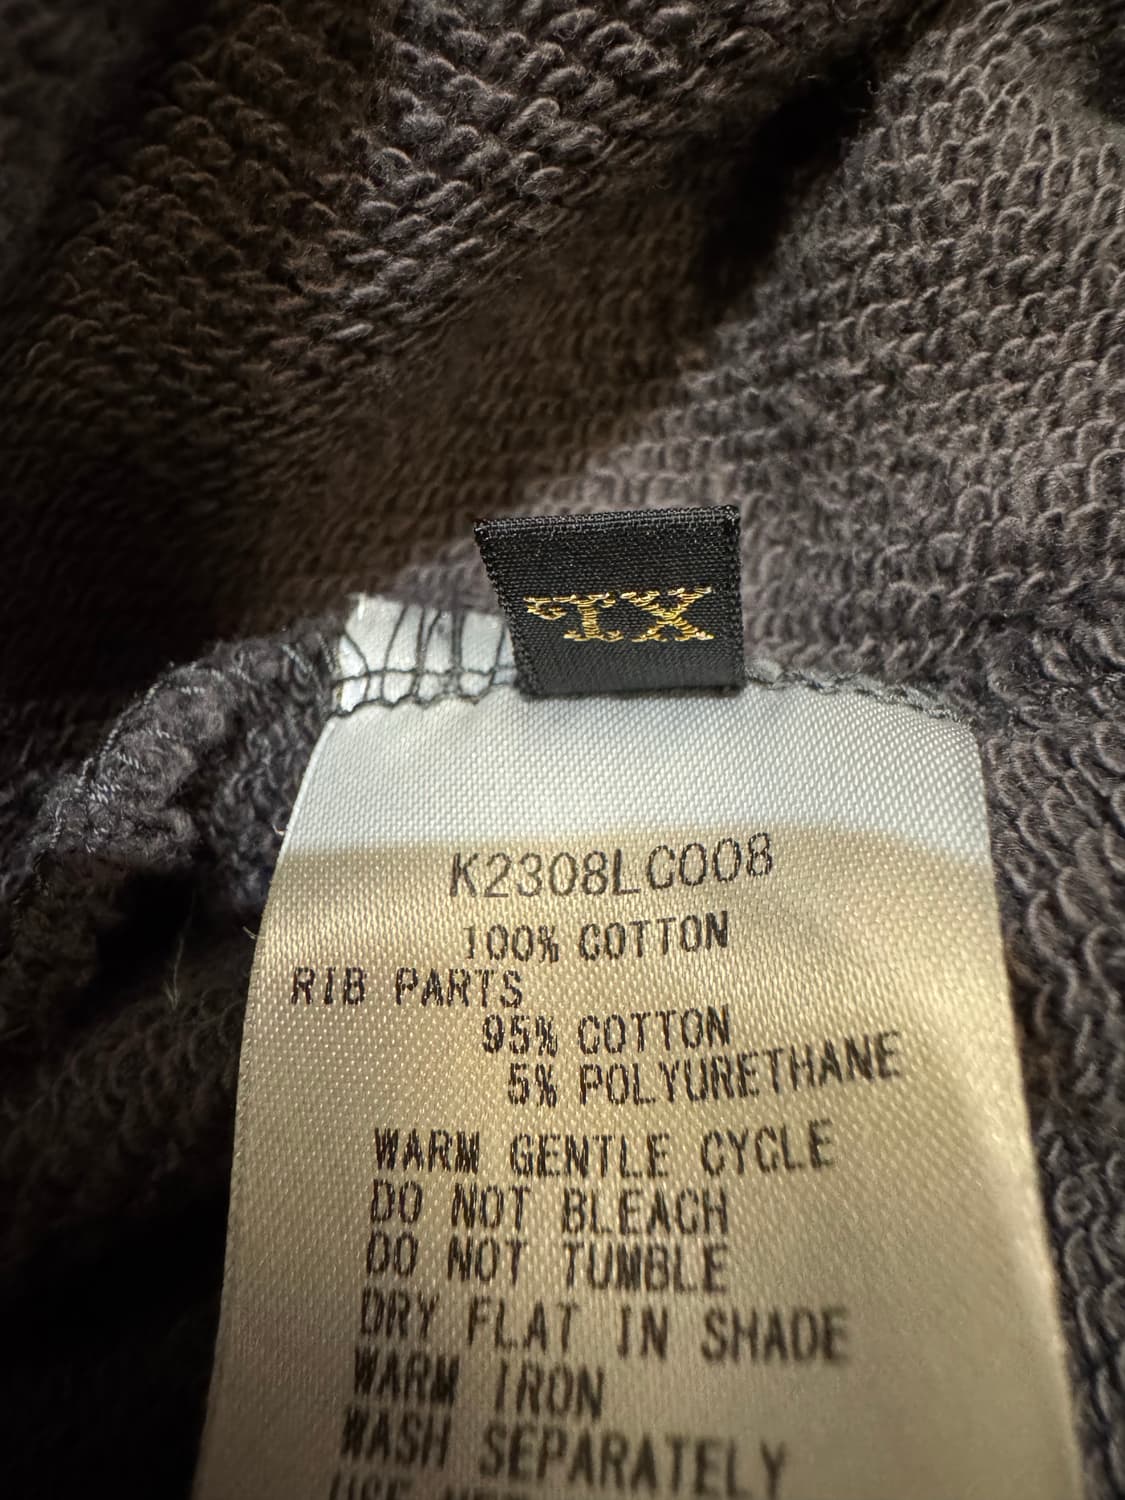 XL
K2308LC008
100% COTTON
RIB PARTS
95% COTTON
5% POLYURETHANE
WARM GENTLE CYCLE
DO NOT BLEACH
DO NOT TUMBLE
DRY FLAT IN SHADE
WARM IRON
WASH SEPARATELY